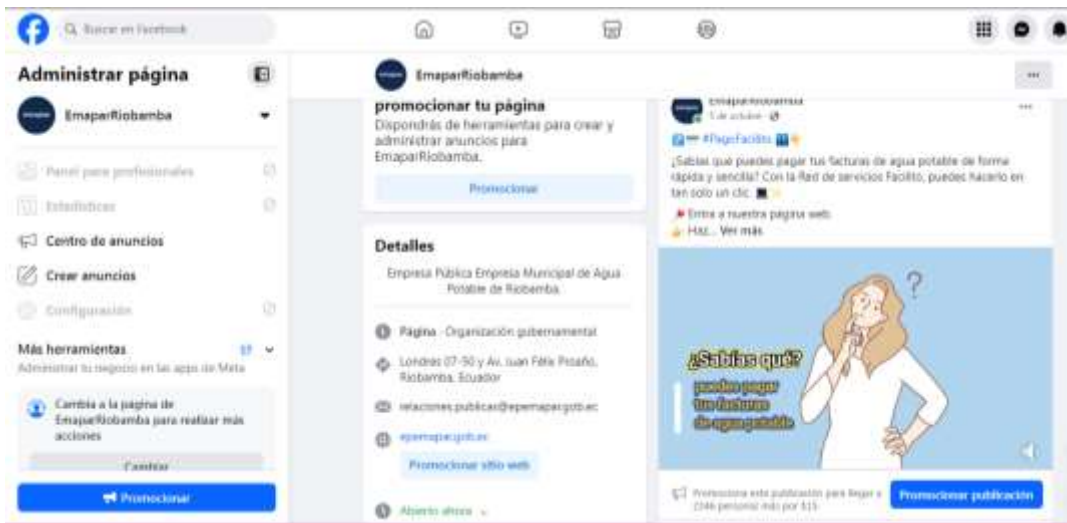 Buscar en Facebook
Administrar página
EmaparRiobamba
Panel para profesionales
Estadísticas
Centro de anuncios
Crear anuncios
Configuración
Más herramientas
Administrar tu negocio en las apps de Meta
Cambia a la página de
EmaparRiobamba para realizar más
acciones
Cambiar
Promocionar
EmaparRiobamba
promocionar tu página
Dispondrás de herramientas para crear y
administrar anuncios para
EmaparRiobamba.
Promocionar
Detalles
Empresa Pública Empresa Municipal de Agua
Potable de Riobamba.
Página · Organización gubernamental
Londres 07-50 y Av. Juan Félix Proaño,
Riobamba, Ecuador
epemapar.gob.ec
Promocionar sitio web
Abierto ahora
EmaparRiobamba
5 de octubre
#PagoFacilito
¿Sabías que puedes pagar tus facturas de agua potable de forma
rápida y sencilla? Con la Red de servicios Facilito, puedes hacerlo en
tan solo un clic.
Entra a nuestra página web.
Haz... Ver más
¿Sabías qué?
puedes pagar
tus facturas
de agua potable
Promociona esta publicación para llegar a
personas más por $15.
Promocionar publicación